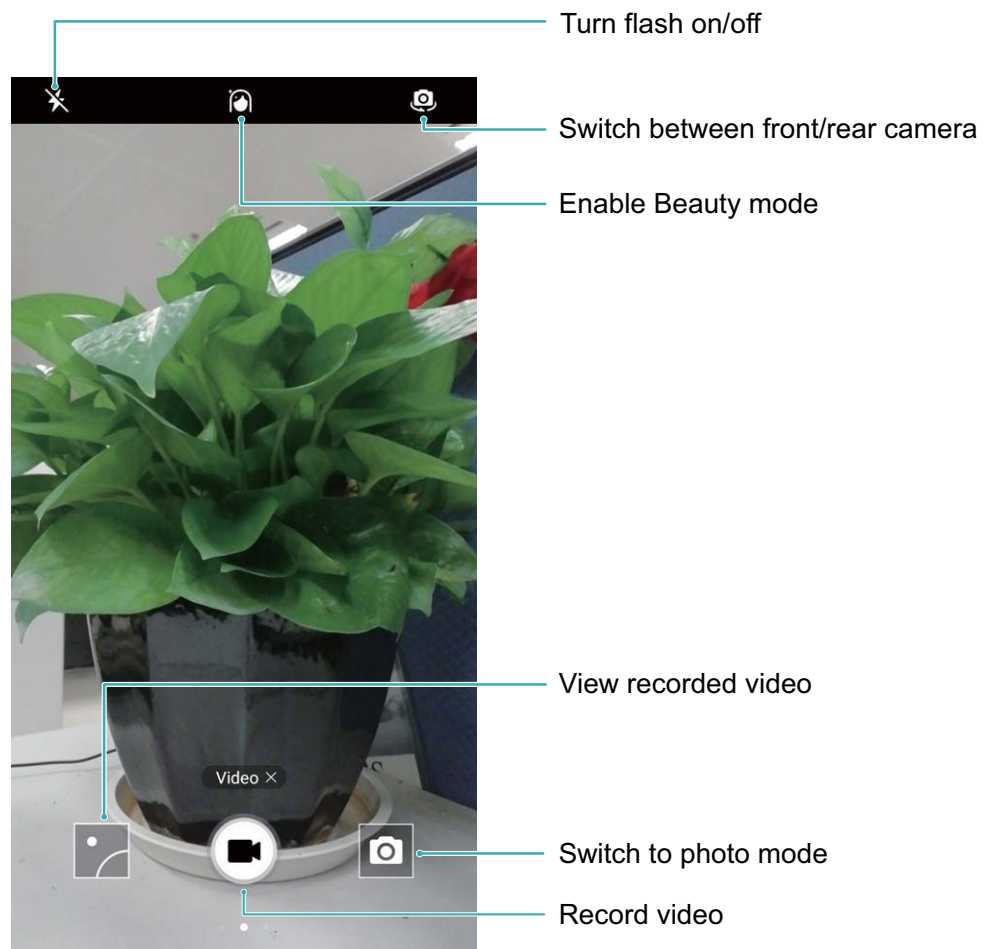 Turn flash on/off
Switch between front/rear camera
Enable Beauty mode
View recorded video
Video ×
Switch to photo mode
Record video